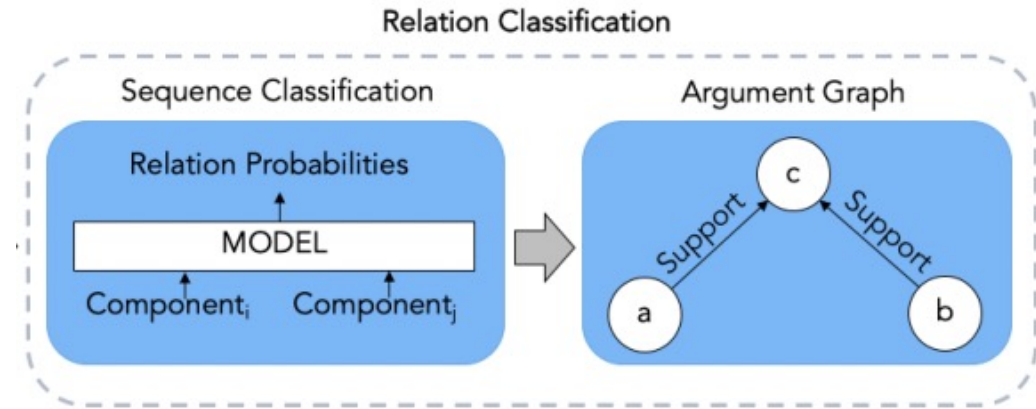 Relation Classification
Sequence Classification
Relation Probabilities
MODEL
Componentᵢ
Componentⱼ
Argument Graph
c
Support
Support
a
b